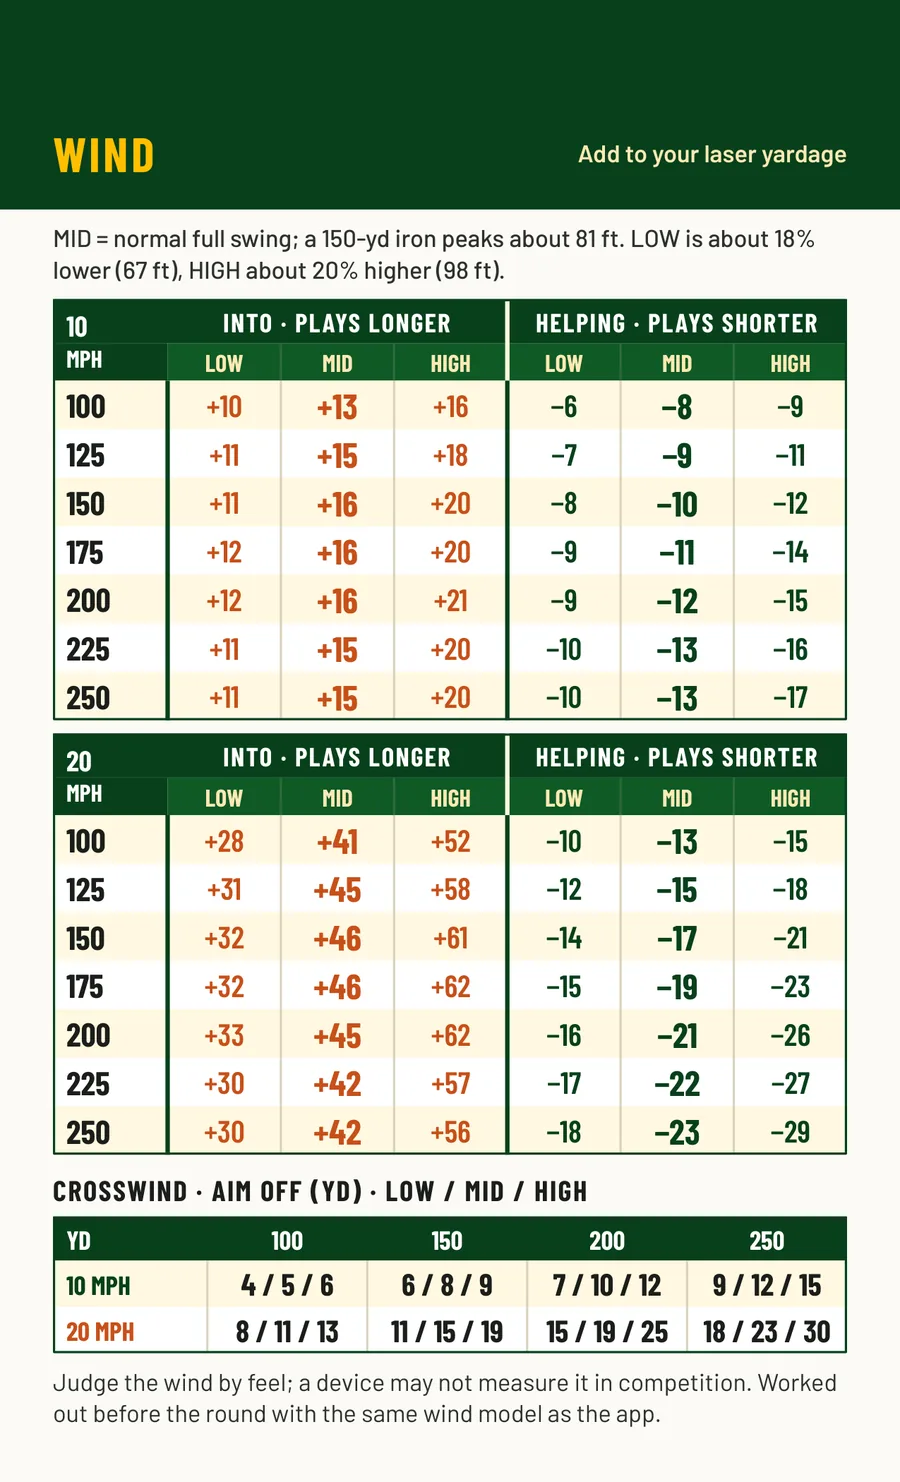 WIND
Add to your laser yardage
MID = normal full swing; a 150-yd iron peaks about 81 ft. LOW is about 18%
lower (67 ft), HIGH about 20% higher (98 ft).
10 MPH INTO · PLAYS LONGER HELPING · PLAYS SHORTER
LOW MID HIGH LOW MID HIGH
100 +10 +13 +16 −6 −8 −9
125 +11 +15 +18 −7 −9 −11
150 +11 +16 +20 −8 −10 −12
175 +12 +16 +20 −9 −11 −14
200 +12 +16 +21 −9 −12 −15
225 +11 +15 +20 −10 −13 −16
250 +11 +15 +20 −10 −13 −17
20 MPH INTO · PLAYS LONGER HELPING · PLAYS SHORTER
LOW MID HIGH LOW MID HIGH
100 +28 +41 +52 −10 −13 −15
125 +31 +45 +58 −12 −15 −18
150 +32 +46 +61 −14 −17 −21
175 +32 +46 +62 −15 −19 −23
200 +33 +45 +62 −16 −21 −26
225 +30 +42 +57 −17 −22 −27
250 +30 +42 +56 −18 −23 −29
CROSSWIND · AIM OFF (YD) · LOW / MID / HIGH
YD 100 150 200 250
10 MPH 4 / 5 / 6 6 / 8 / 9 7 / 10 / 12 9 / 12 / 15
20 MPH 8 / 11 / 13 11 / 15 / 19 15 / 19 / 25 18 / 23 / 30
Judge the wind by feel; a device may not measure it in competition. Worked
out before the round with the same wind model as the app.